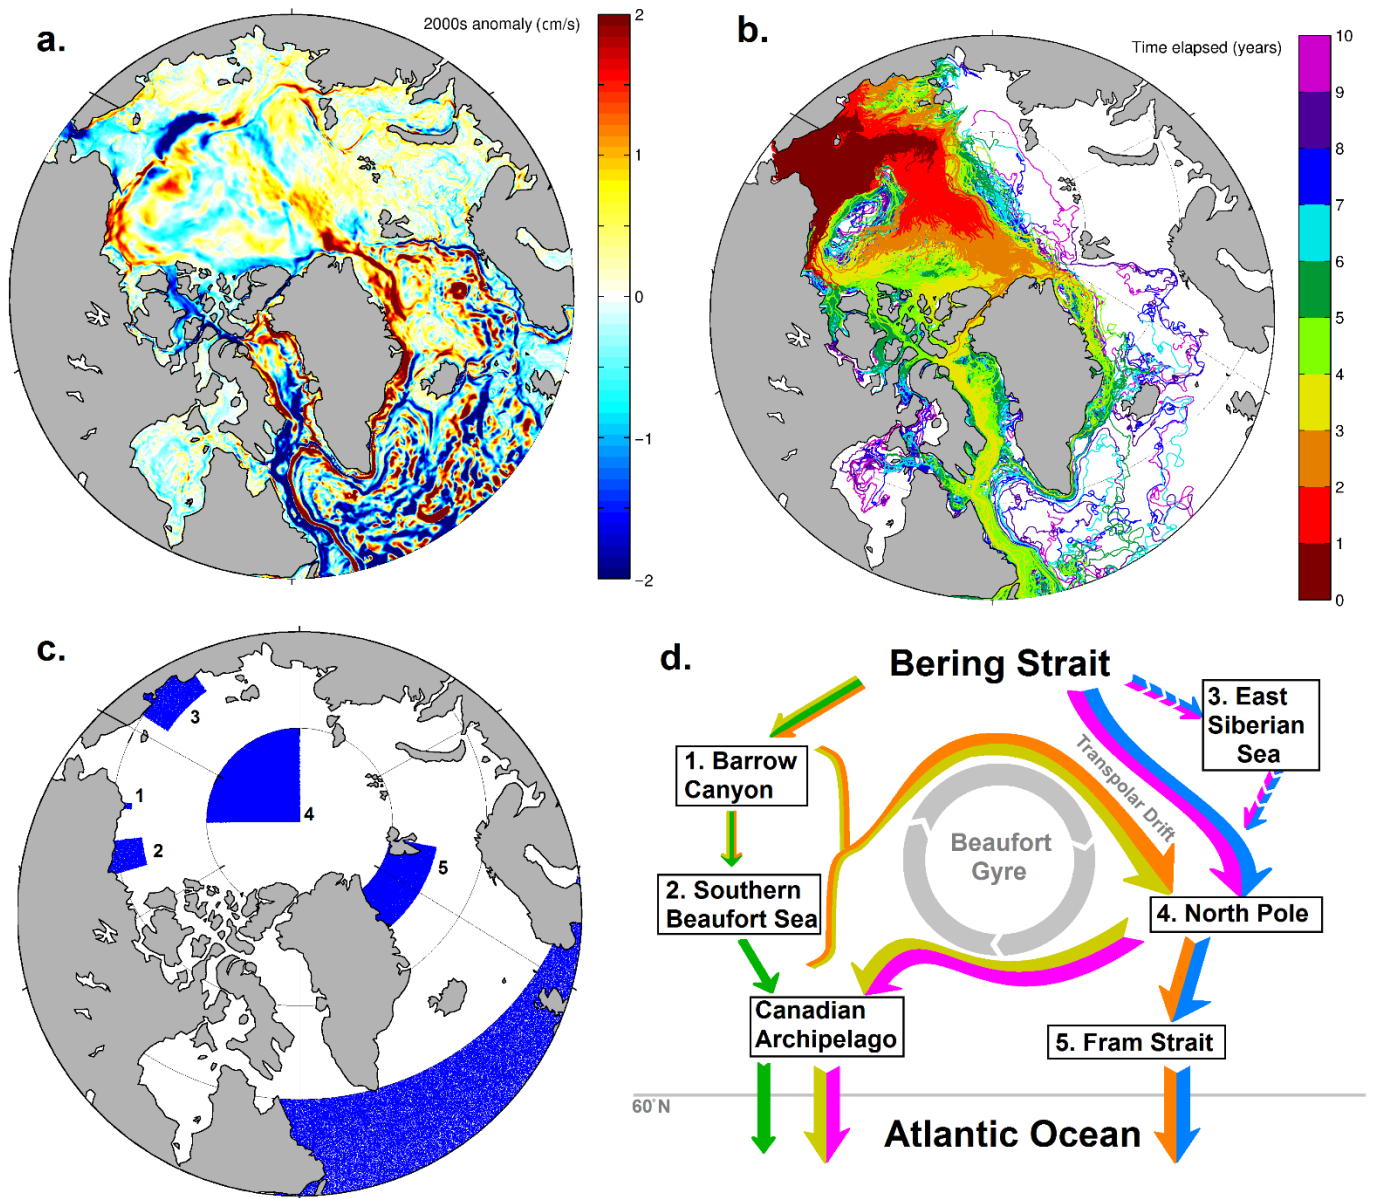 a.
2000s anomaly (cm/s)
2
1
0
−1
−2
b.
Time elapsed (years)
10
9
8
7
6
5
4
3
2
1
0
c.
3
1
2
4
5
d.
Bering Strait
3. East
Siberian
Sea
1. Barrow
Canyon
Transpolar Drift
Beaufort
Gyre
2. Southern
Beaufort Sea
4. North Pole
Canadian
Archipelago
5. Fram Strait
60°N
Atlantic Ocean